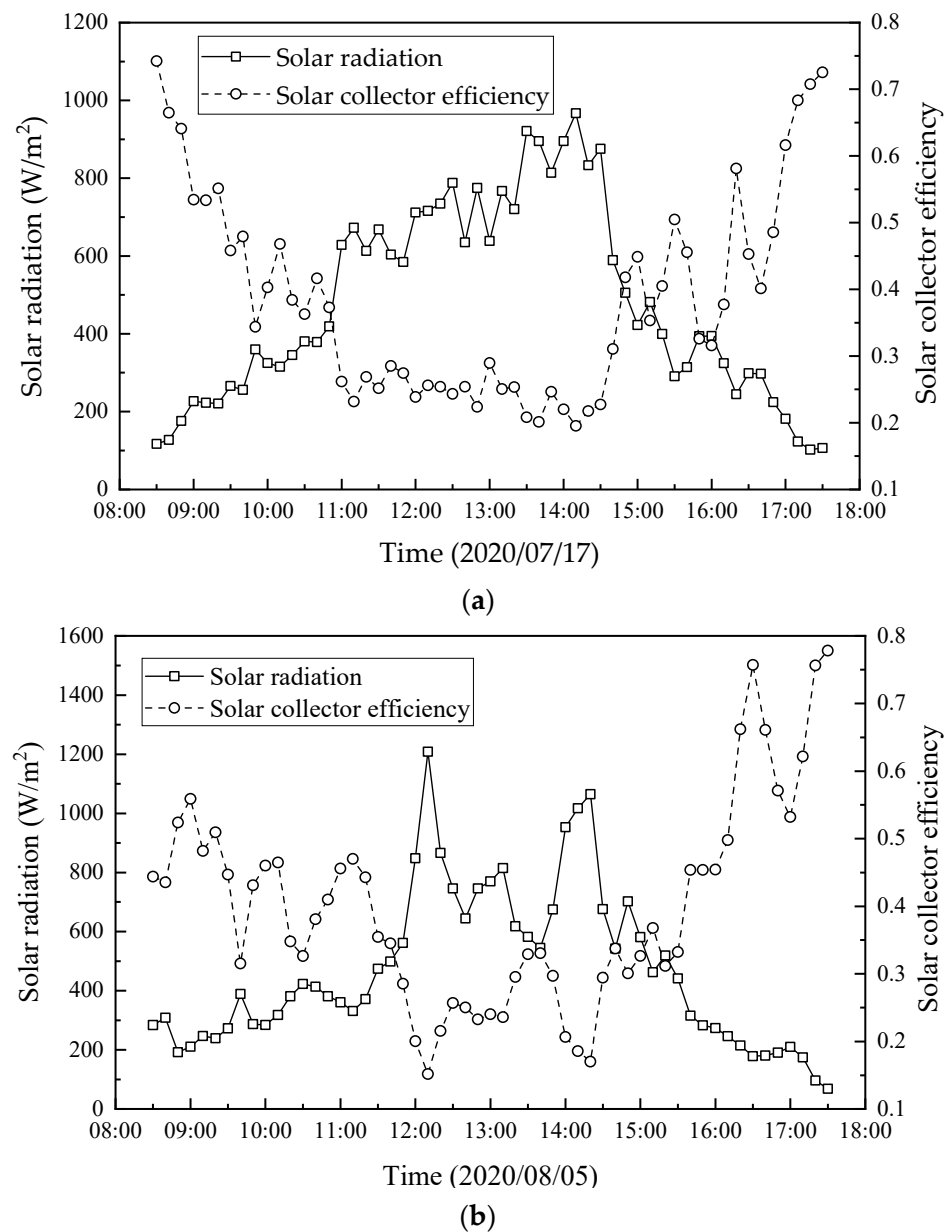 1200
1000
800
600
400
200
0
Solar radiation (W/m²)
Solar radiation
Solar collector efficiency
0.8
0.7
0.6
0.5
0.4
0.3
0.2
0.1
Solar collector efficiency
08:00 09:00 10:00 11:00 12:00 13:00 14:00 15:00 16:00 17:00 18:00
Time (2020/07/17)
(a)
1600
1400
1200
1000
800
600
400
200
0
Solar radiation (W/m²)
Solar radiation
Solar collector efficiency
0.8
0.7
0.6
0.5
0.4
0.3
0.2
0.1
Solar collector efficiency
08:00 09:00 10:00 11:00 12:00 13:00 14:00 15:00 16:00 17:00 18:00
Time (2020/08/05)
(b)